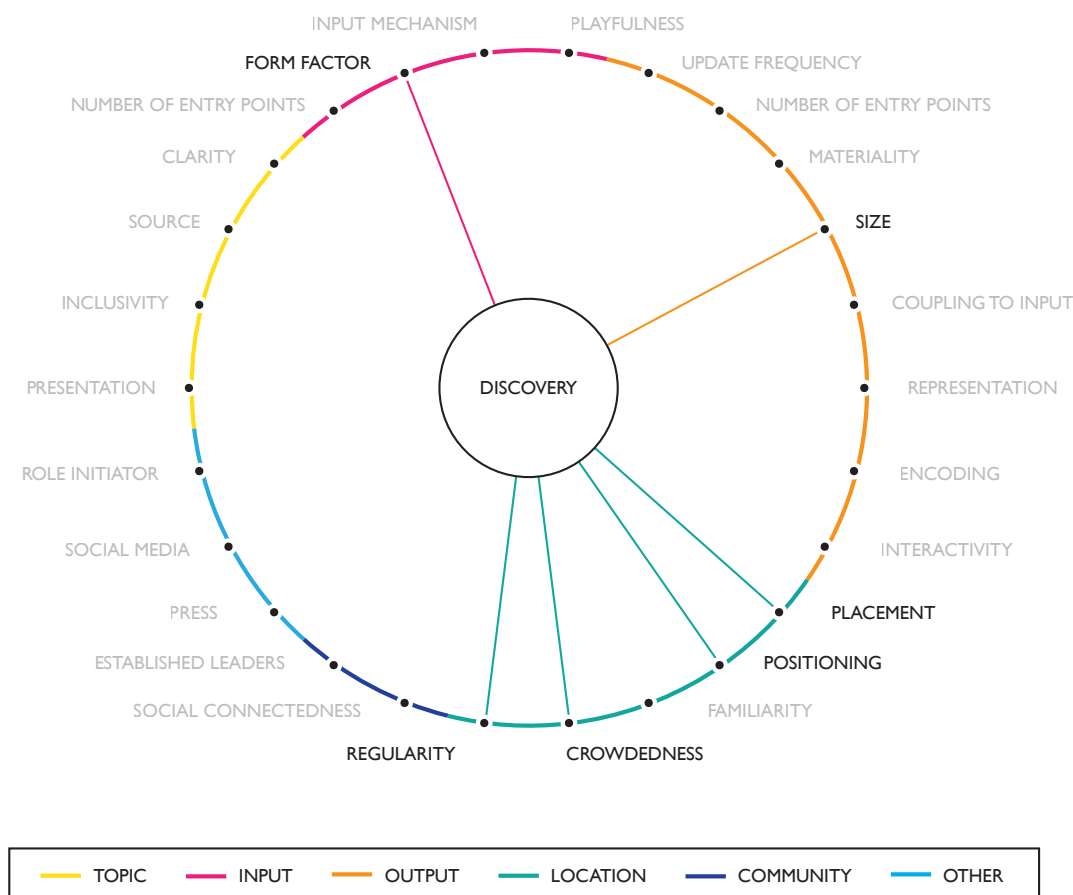 INPUT MECHANISM
PLAYFULNESS
FORM FACTOR
UPDATE FREQUENCY
NUMBER OF ENTRY POINTS
NUMBER OF ENTRY POINTS
CLARITY
MATERIALITY
SOURCE
SIZE
INCLUSIVITY
COUPLING TO INPUT
PRESENTATION
DISCOVERY
REPRESENTATION
ROLE INITIATOR
ENCODING
SOCIAL MEDIA
INTERACTIVITY
PRESS
PLACEMENT
ESTABLISHED LEADERS
POSITIONING
SOCIAL CONNECTEDNESS
FAMILIARITY
REGULARITY
CROWDEDNESS
TOPIC
INPUT
OUTPUT
LOCATION
COMMUNITY
OTHER